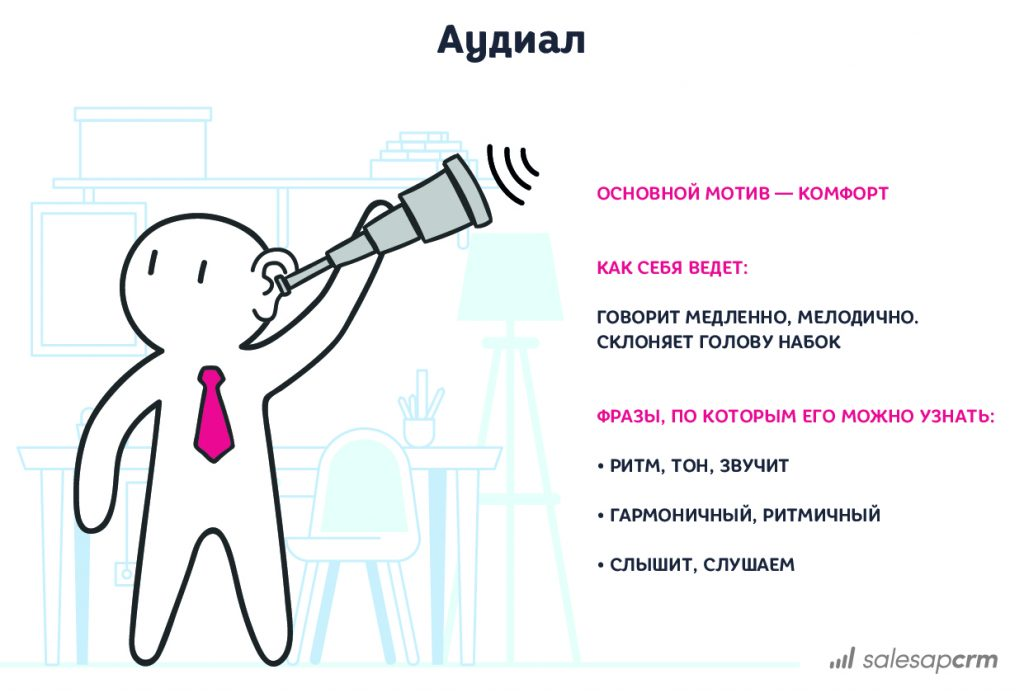 Аудиал
ОСНОВНОЙ МОТИВ — КОМФОРТ
КАК СЕБЯ ВЕДЕТ:
ГОВОРИТ МЕДЛЕННО, МЕЛОДИЧНО.
СКЛОНЯЕТ ГОЛОВУ НАБОК
ФРАЗЫ, ПО КОТОРЫМ ЕГО МОЖНО УЗНАТЬ:
• РИТМ, ТОН, ЗВУЧИТ
• ГАРМОНИЧНЫЙ, РИТМИЧНЫЙ
• СЛЫШИТ, СЛУШАЕМ
salesapcrm